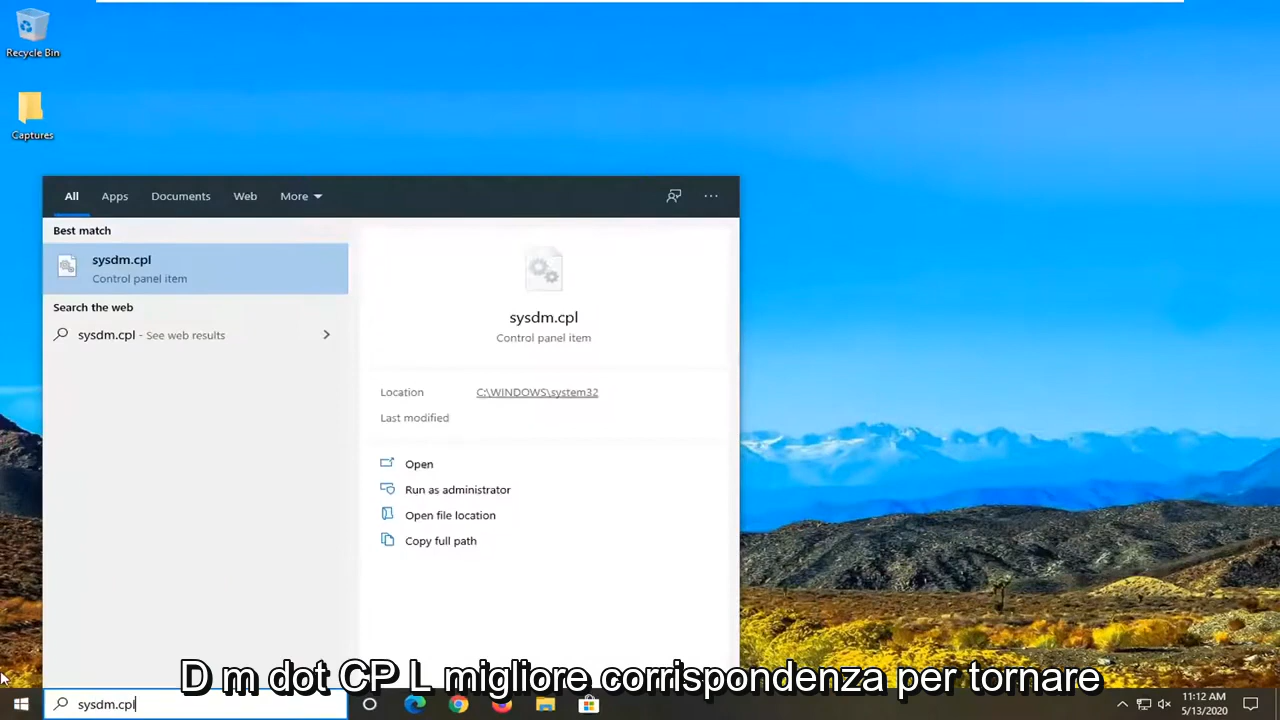 Recycle Bin
Captures
All Apps Documents Web More
Best match
sysdm.cpl
Control panel item
Search the web
sysdm.cpl - See web results
sysdm.cpl
Control panel item
Location C:\WINDOWS\system32
Last modified
Open
Run as administrator
Open file location
Copy full path
D m dot CP L migliore corrispondenza per tornare
sysdm.cpl
11:12 AM
5/13/2020